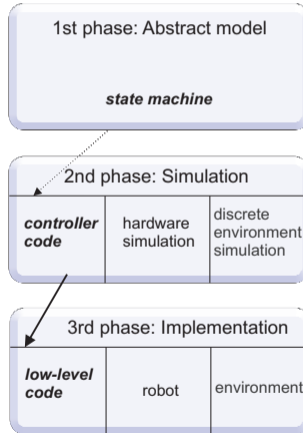 1st phase: Abstract model
state machine
2nd phase: Simulation
controller
code
hardware
simulation
discrete
environment
simulation
3rd phase: Implementation
low-level
code
robot
environment